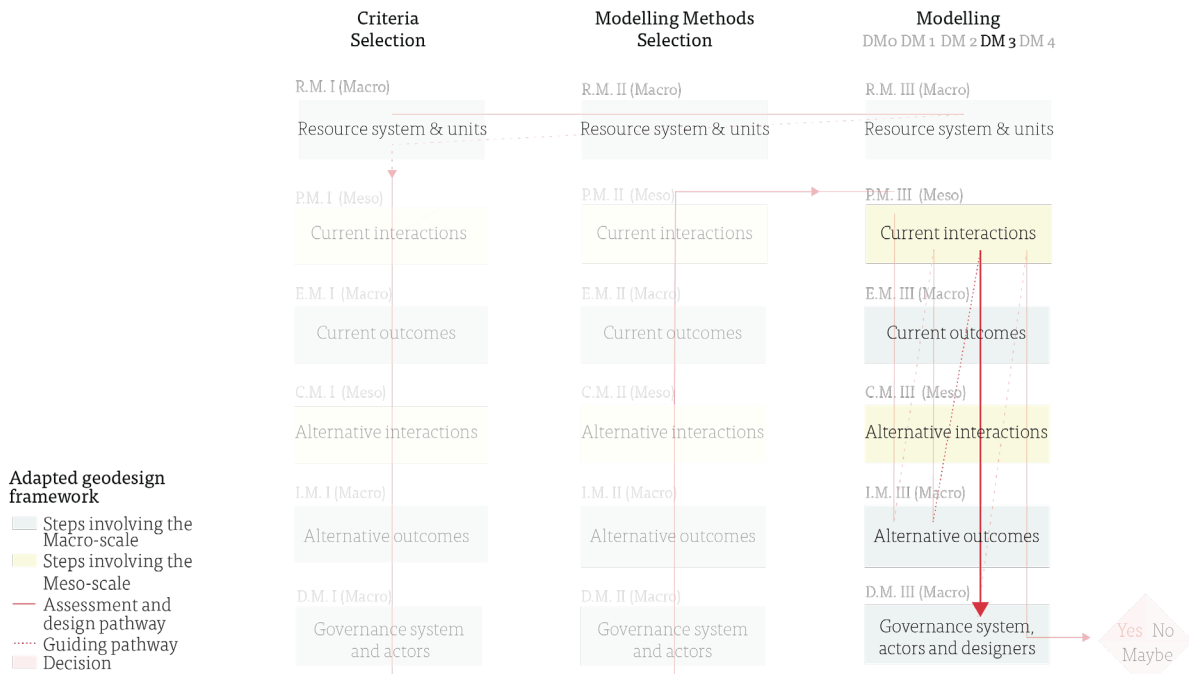 Criteria
Selection
Modelling Methods
Selection
Modelling
DM0 DM 1 DM 2 DM 3 DM 4
R.M. I (Macro)
R.M. II (Macro)
R.M. III (Macro)
Resource system & units
Resource system & units
Resource system & units
P.M. I (Meso)
P.M. II (Meso)
P.M. III (Meso)
Current interactions
Current interactions
Current interactions
E.M. I (Macro)
E.M. II (Macro)
E.M. III (Macro)
Current outcomes
Current outcomes
Current outcomes
C.M. I (Meso)
C.M. II (Meso)
C.M. III (Meso)
Alternative interactions
Alternative interactions
Alternative interactions
I.M. I (Macro)
I.M. II (Macro)
I.M. III (Macro)
Alternative outcomes
Alternative outcomes
Alternative outcomes
D.M. I (Macro)
D.M. II (Macro)
D.M. III (Macro)
Governance system
and actors
Governance system
and actors
Governance system,
actors and designers
Yes No
Maybe
Adapted geodesign
framework
Steps involving the
Macro-scale
Steps involving the
Meso-scale
Assessment and
design pathway
Guiding pathway
Decision